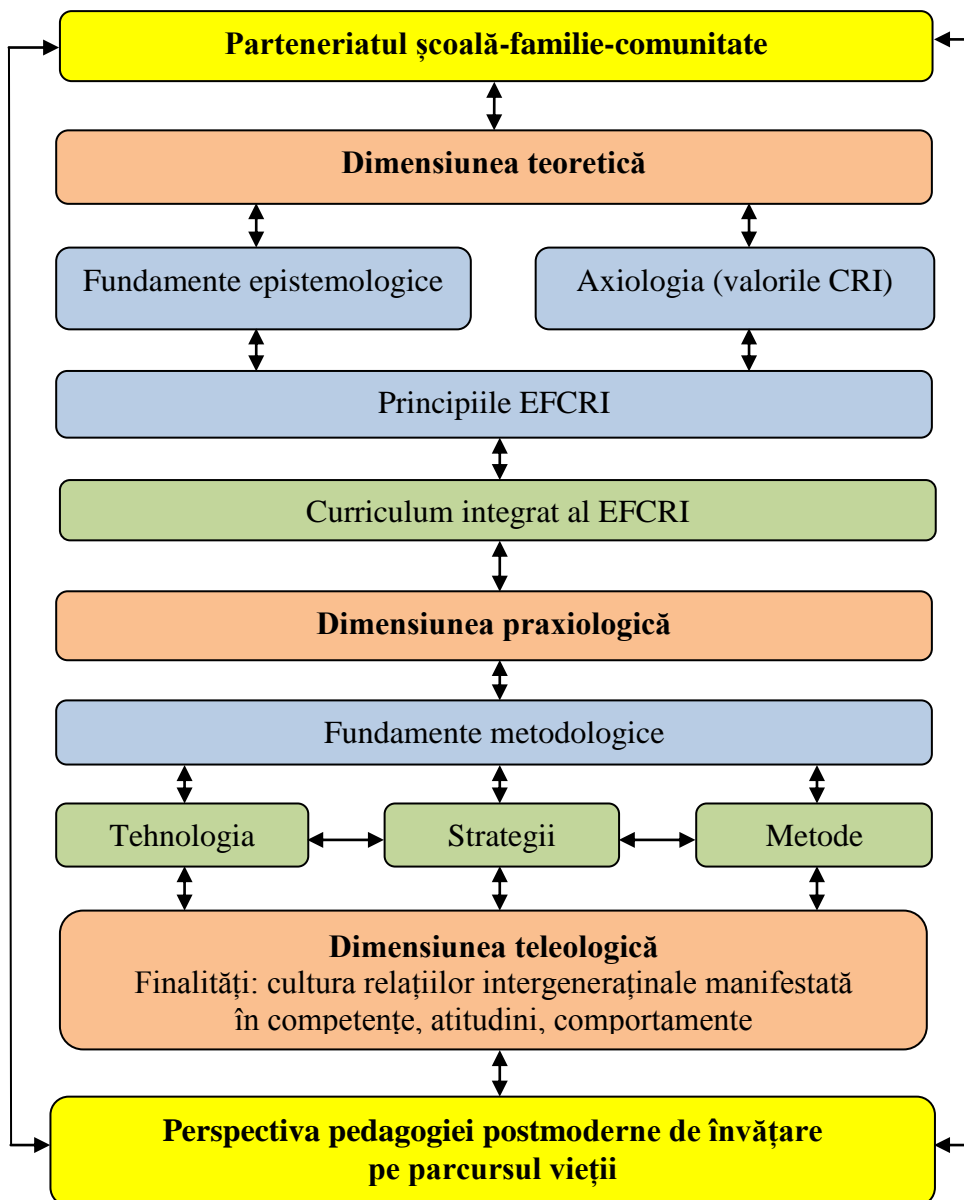 Parteneriatul școală-familie-comunitate
Dimensiunea teoretică
Fundamente epistemologice
Axiologia (valorile CRI)
Principiile EFCRI
Curriculum integrat al EFCRI
Dimensiunea praxiologică
Fundamente metodologice
Tehnologia
Strategii
Metode
Dimensiunea teleologică
Finalități: cultura relațiilor intergeneraținale manifestată
în competențe, atitudini, comportamente
Perspectiva pedagogiei postmoderne de învățare
pe parcursul vieții